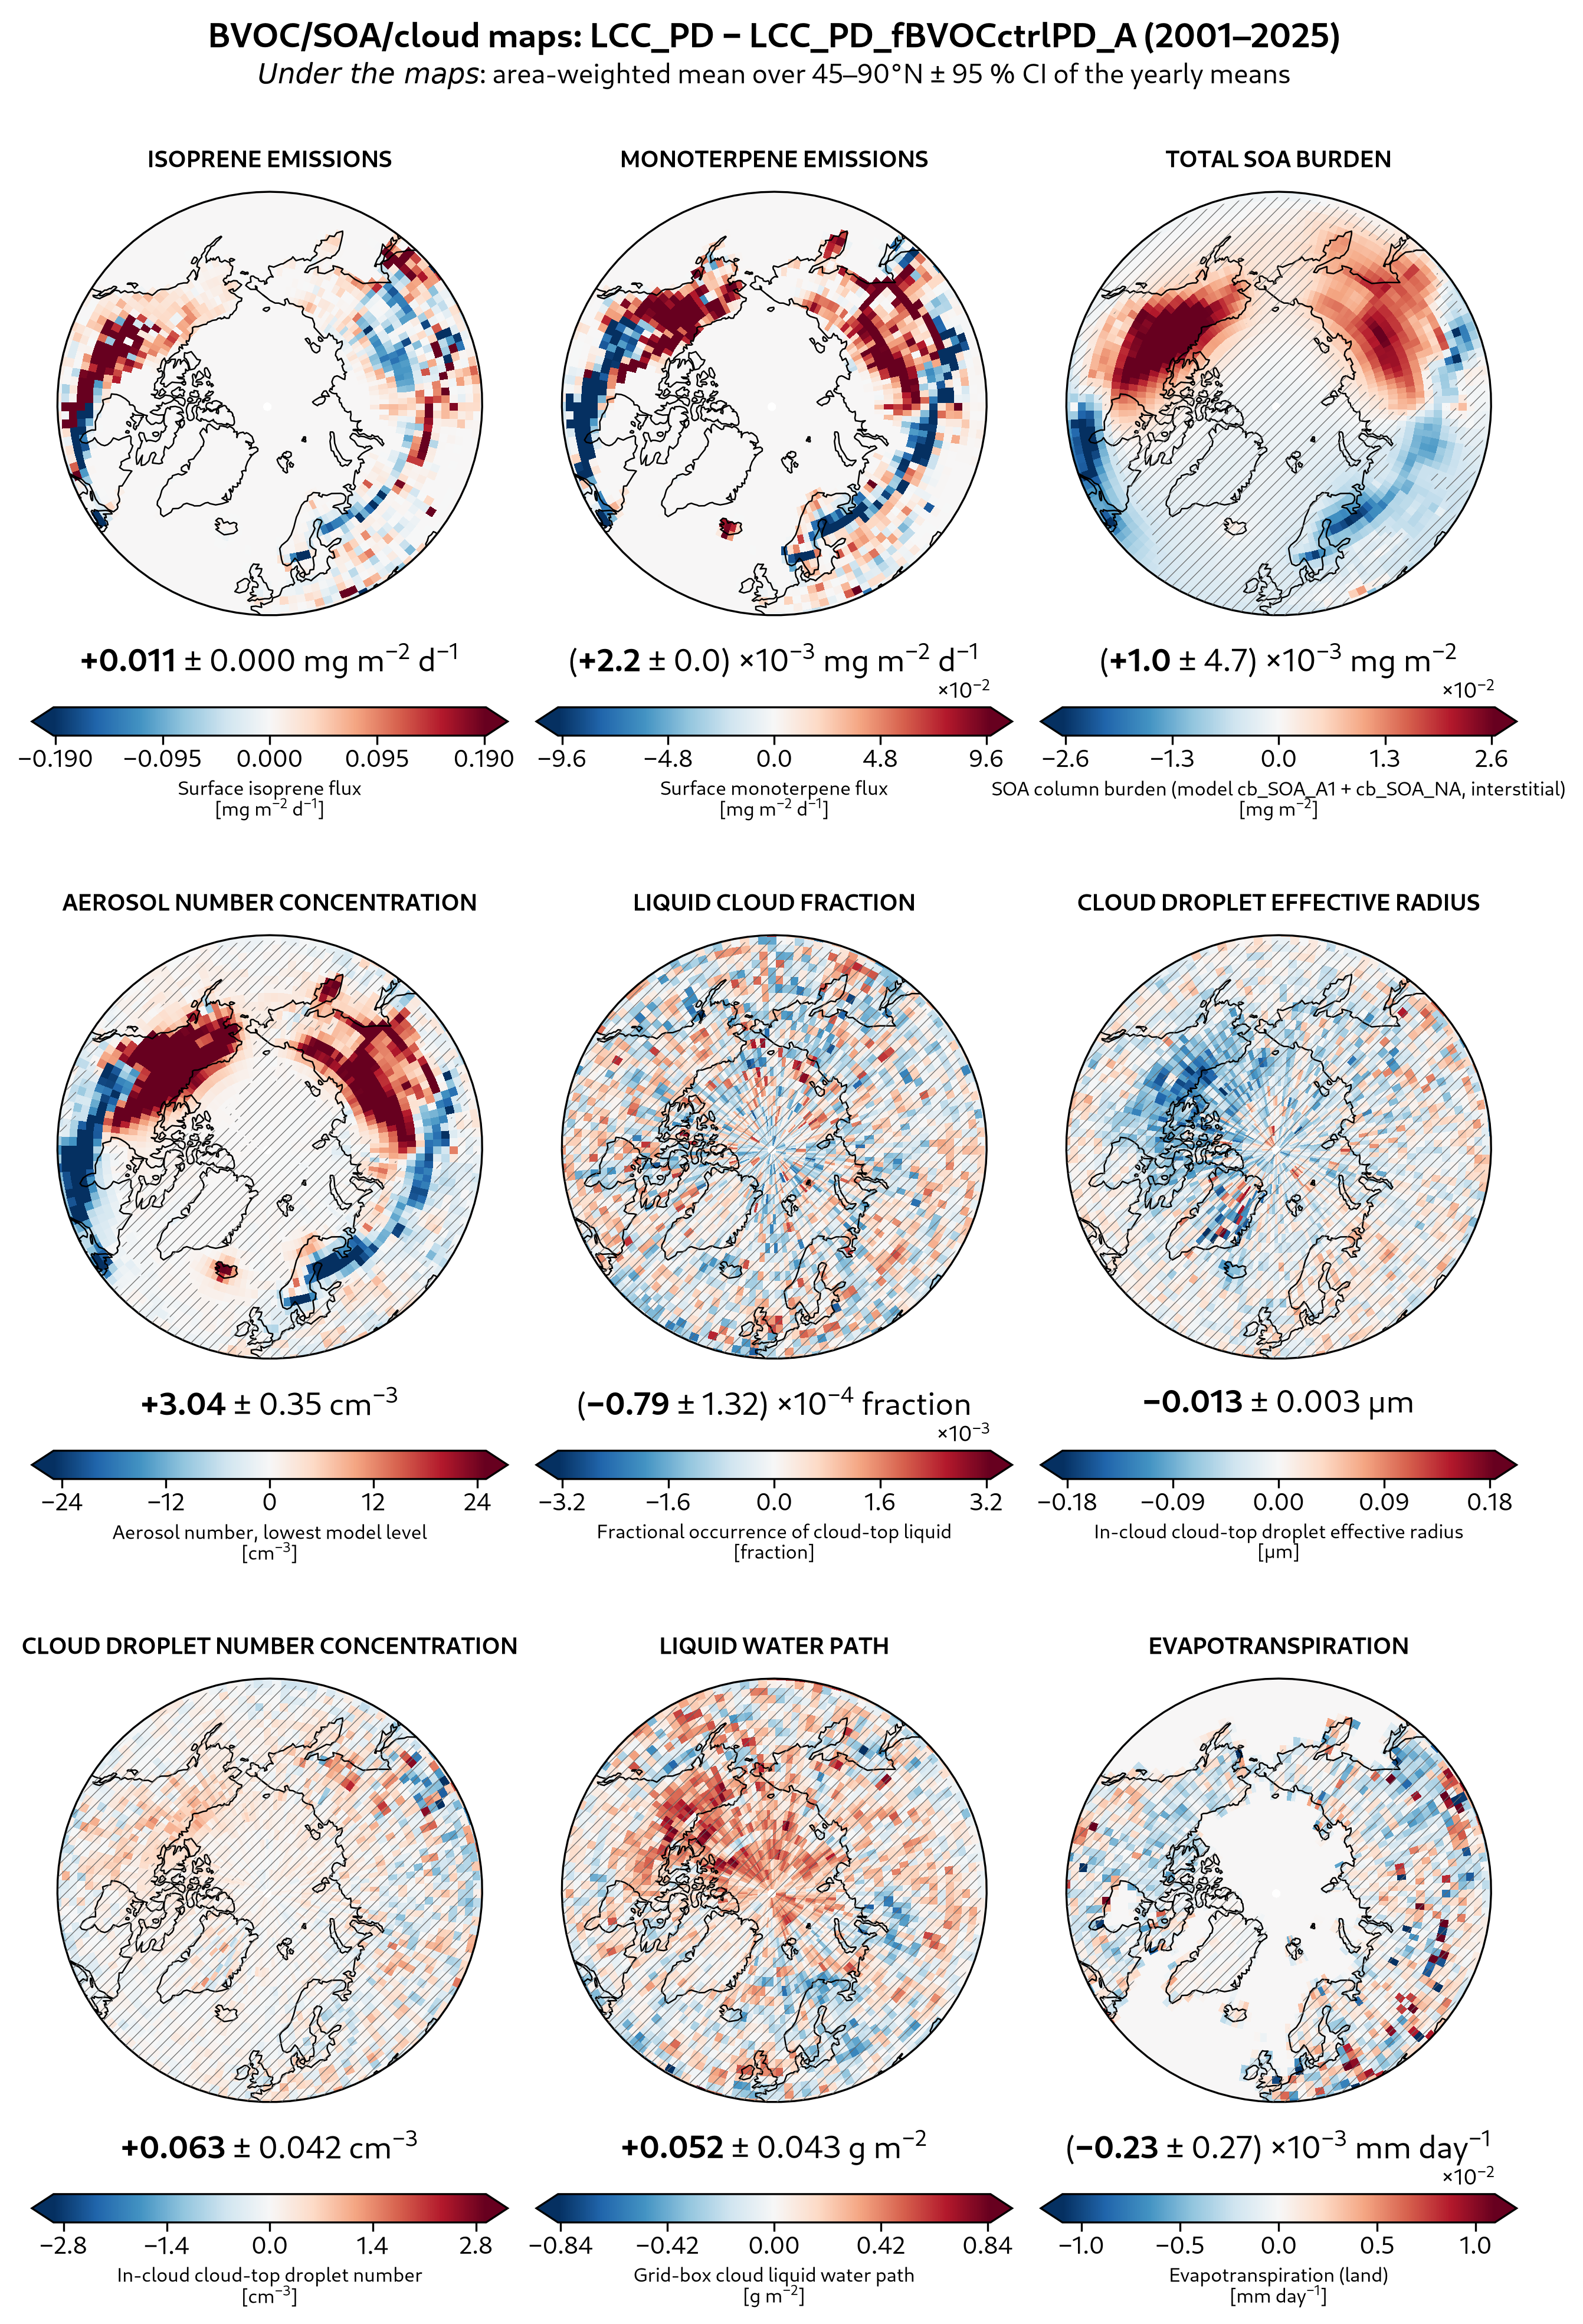 BVOC/SOA/cloud maps: LCC_PD − LCC_PD_fBVOCctrlPD_A (2001–2025)
Under the maps: area-weighted mean over 45–90°N ± 95 % CI of the yearly means
ISOPRENE EMISSIONS
MONOTERPENE EMISSIONS
TOTAL SOA BURDEN
+0.011 ± 0.000 mg m⁻² d⁻¹
(+2.2 ± 0.0) ×10⁻³ mg m⁻² d⁻¹
(+1.0 ± 4.7) ×10⁻³ mg m⁻²
×10⁻²
×10⁻²
−0.190 −0.095 0.000 0.095 0.190
−9.6 −4.8 0.0 4.8 9.6
−2.6 −1.3 0.0 1.3 2.6
Surface isoprene flux
[mg m⁻² d⁻¹]
Surface monoterpene flux
[mg m⁻² d⁻¹]
SOA column burden (model cb_SOA_A1 + cb_SOA_NA, interstitial)
[mg m⁻²]
AEROSOL NUMBER CONCENTRATION
LIQUID CLOUD FRACTION
CLOUD DROPLET EFFECTIVE RADIUS
+3.04 ± 0.35 cm⁻³
(−0.79 ± 1.32) ×10⁻⁴ fraction
−0.013 ± 0.003 µm
×10⁻³
−24 −12 0 12 24
−3.2 −1.6 0.0 1.6 3.2
−0.18 −0.09 0.00 0.09 0.18
Aerosol number, lowest model level
[cm⁻³]
Fractional occurrence of cloud-top liquid
[fraction]
In-cloud cloud-top droplet effective radius
[µm]
CLOUD DROPLET NUMBER CONCENTRATION
LIQUID WATER PATH
EVAPOTRANSPIRATION
+0.063 ± 0.042 cm⁻³
+0.052 ± 0.043 g m⁻²
(−0.23 ± 0.27) ×10⁻³ mm day⁻¹
×10⁻²
−2.8 −1.4 0.0 1.4 2.8
−0.84 −0.42 0.00 0.42 0.84
−1.0 −0.5 0.0 0.5 1.0
In-cloud cloud-top droplet number
[cm⁻³]
Grid-box cloud liquid water path
[g m⁻²]
Evapotranspiration (land)
[mm day⁻¹]